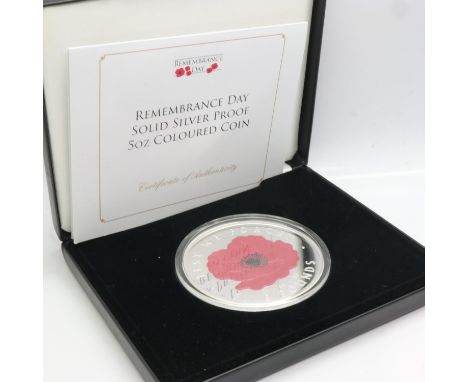 REMEMBRANCE
DAY
REMEMBRANCE DAY
SOLID SILVER PROOF
5OZ COLOURED COIN
Certificate of Authenticity